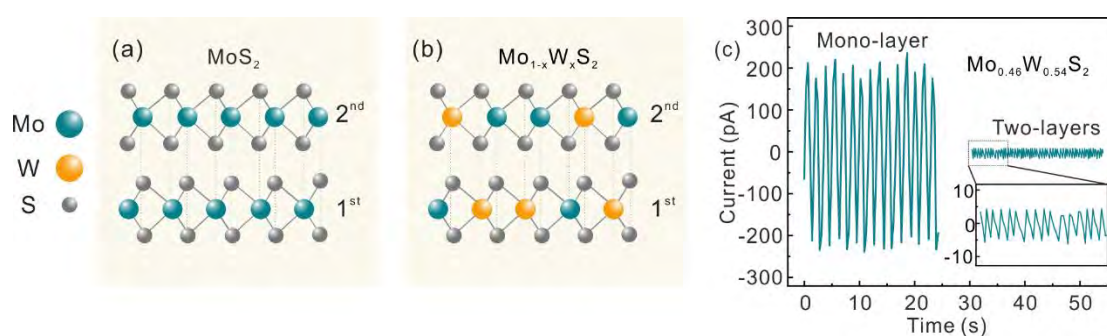 Mo
W
S
(a)
MoS₂
2ⁿᵈ
1ˢᵗ
(b)
Mo₁₋ₓWₓS₂
2ⁿᵈ
1ˢᵗ
(c)
Mono-layer
Mo₀.₄₆W₀.₅₄S₂
Two-layers
Current (pA)
300
200
100
0
-100
-200
-300
10
0
-10
0
10
20
30
40
50
Time (s)